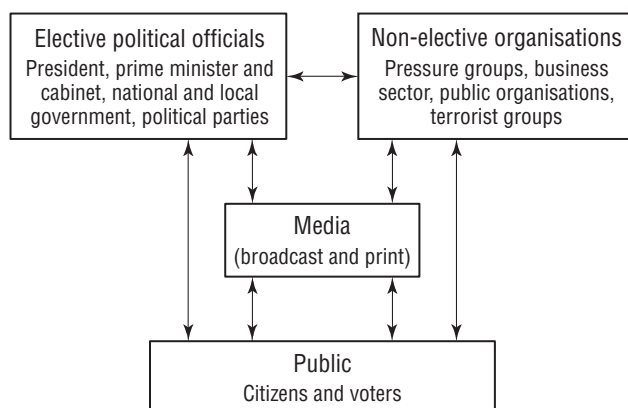 Elective political officials
President, prime minister and
cabinet, national and local
government, political parties
Non-elective organisations
Pressure groups, business
sector, public organisations,
terrorist groups
Media
(broadcast and print)
Public
Citizens and voters